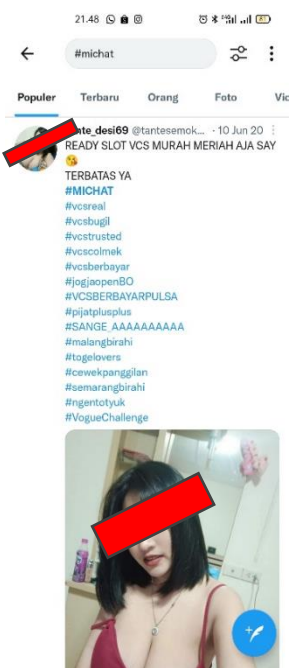 21.48
#michat
Populer Terbaru Orang Foto
nte_desi69 @tantesemok... · 10 Jun 20
READY SLOT VCS MURAH MERIAH AJA SAY
😘
TERBATAS YA
#MICHAT
#vcsreal
#vcsbugil
#vcstrusted
#vcscolmek
#vcsberbayar
#jogjaopenBO
#VCSBERBAYARPULSA
#pijatplusplus
#SANGE_AAAAAAAAAA
#malangbirahi
#togelovers
#cewekpanggilan
#semarangbirahi
#ngentotyuk
#VogueChallenge